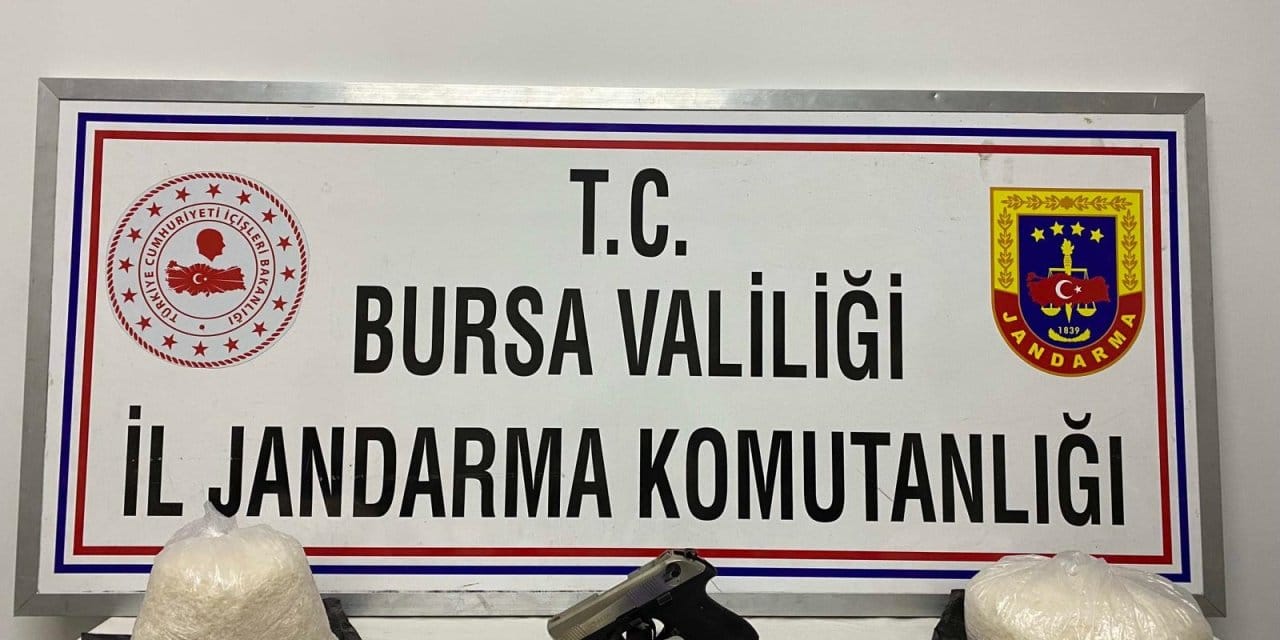 T.C.
BURSA VALİLİĞİ
İL JANDARMA KOMUTANLIĞI
TÜRKİYE CUMHURİYETİ İÇİŞLERİ BAKANLIĞI
1839
JANDARMA